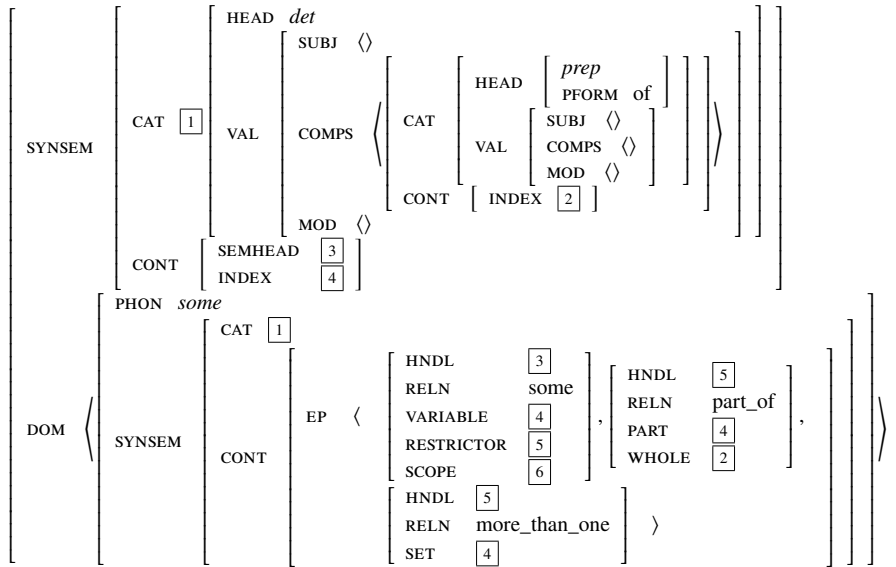 HEAD det
SUBJ ⟨⟩
HEAD prep
PFORM of
CAT 1 VAL COMPS CAT SUBJ ⟨⟩
SYNSEM VAL COMPS ⟨⟩
MOD ⟨⟩
CONT [ INDEX 2 ]
MOD ⟨⟩
CONT SEMHEAD 3
INDEX 4
PHON some
CAT 1
HNDL 3
RELN some
VARIABLE 4
RESTRICTOR 5
SCOPE 6
,
HNDL 5
RELN part_of
PART 4
WHOLE 2
,
DOM SYNSEM CONT EP ⟨
HNDL 5
RELN more_than_one
SET 4
⟩